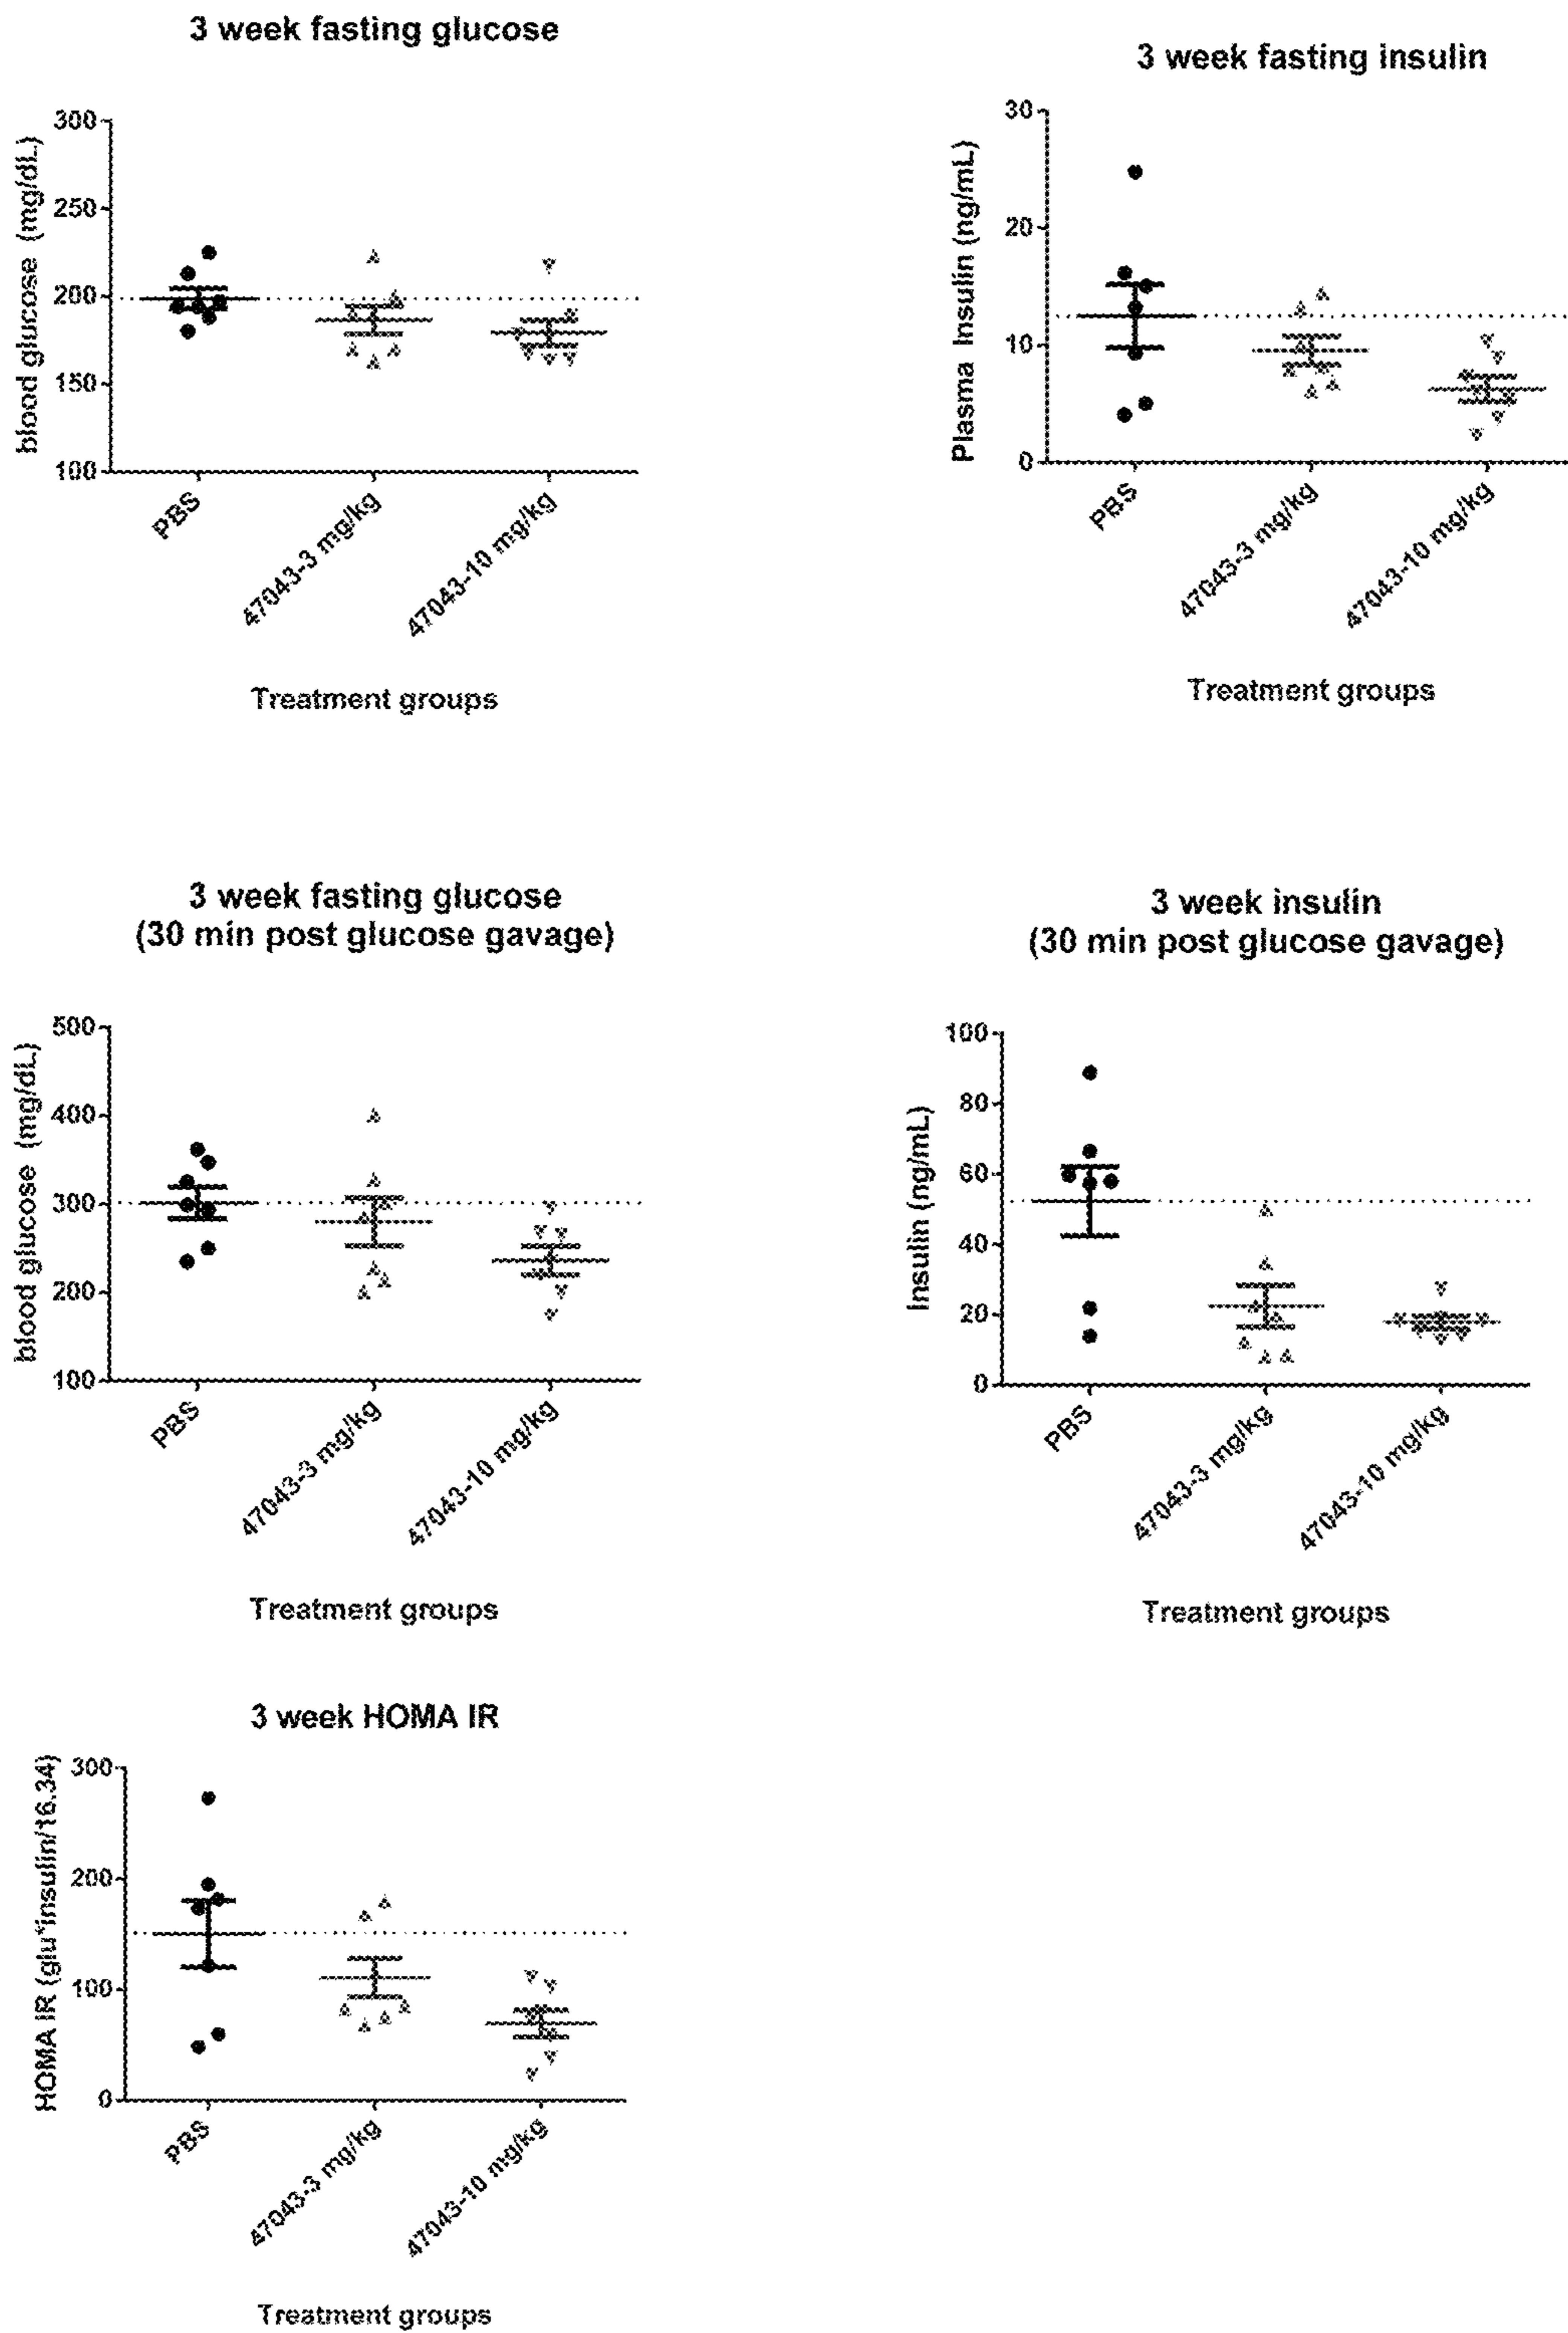 3 week fasting glucose
blood glucose (mg/dL)
300
250
200
150
100
PBS
47043-3 mg/kg
47043-10 mg/kg
Treatment groups
3 week fasting insulin
Plasma Insulin (ng/mL)
30
20
10
0
PBS
47043-3 mg/kg
47043-10 mg/kg
Treatment groups
3 week fasting glucose
(30 min post glucose gavage)
blood glucose (mg/dL)
500
400
300
200
100
PBS
47043-3 mg/kg
47043-10 mg/kg
Treatment groups
3 week insulin
(30 min post glucose gavage)
Insulin (ng/mL)
100
80
60
40
20
0
PBS
47043-3 mg/kg
47043-10 mg/kg
Treatment groups
3 week HOMA IR
HOMA IR (glu*insulin/16.34)
300
200
100
0
PBS
47043-3 mg/kg
47043-10 mg/kg
Treatment groups